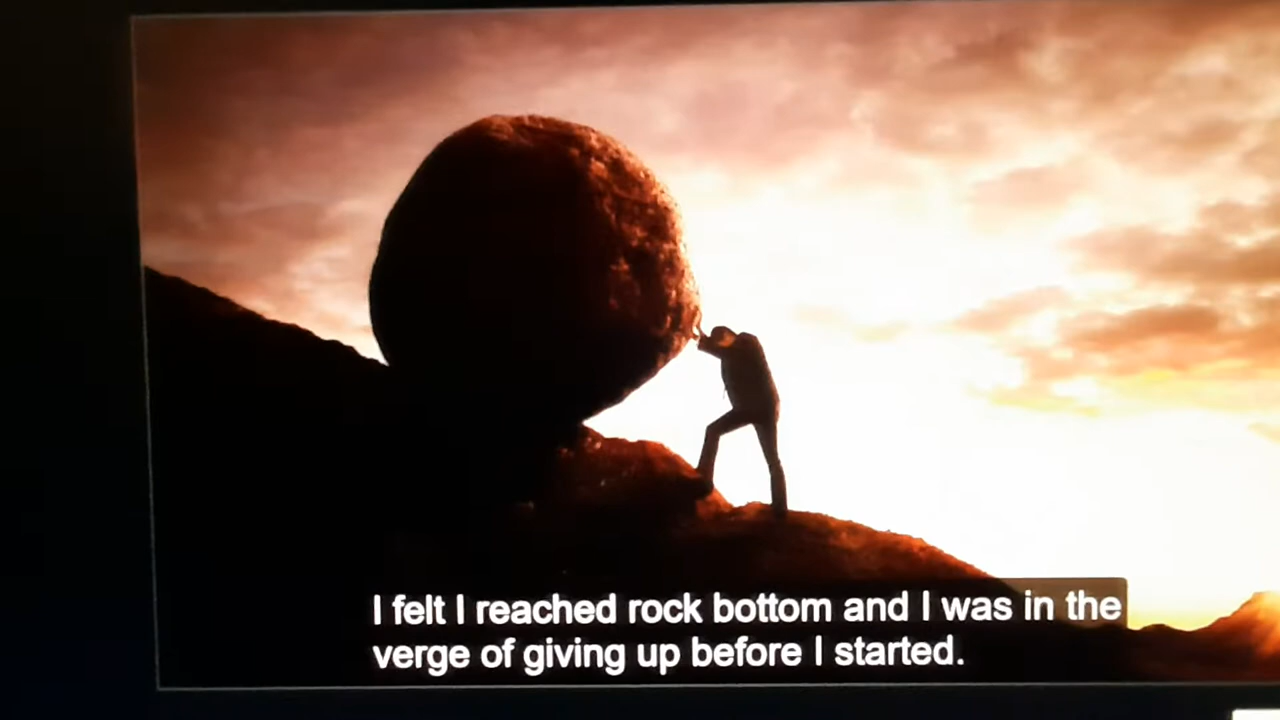 I felt I reached rock bottom and I was in the
verge of giving up before I started.